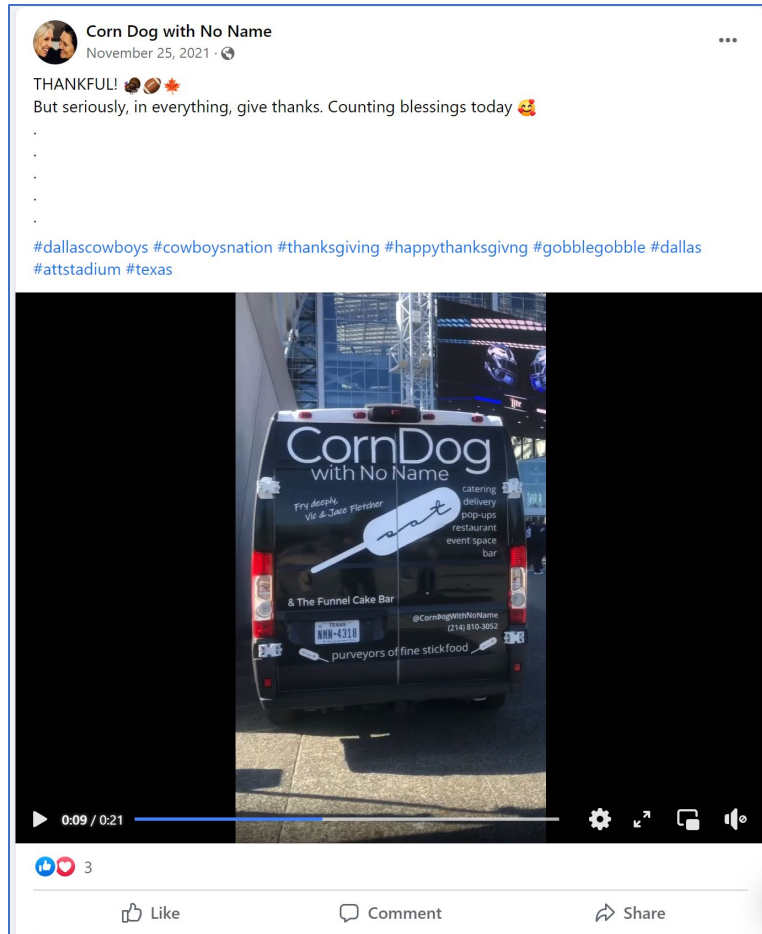 Corn Dog with No Name
November 25, 2021 ·
THANKFUL! 🦃🏈🍁
But seriously, in everything, give thanks. Counting blessings today 🥰
.
.
.
.
.
#dallascowboys #cowboysnation #thanksgiving #happythanksgivng #gobblegobble #dallas
#attstadium #texas
CornDog
with No Name
Fry deeply,
Vic & Jace Fletcher
catering
delivery
pop-ups
restaurant
event space
bar
& The Funnel Cake Bar
TEXAS
NMN·4318
@CornDogWithNoName
(214) 810-3052
purveyors of fine stickfood
0:09 / 0:21
3
Like
Comment
Share